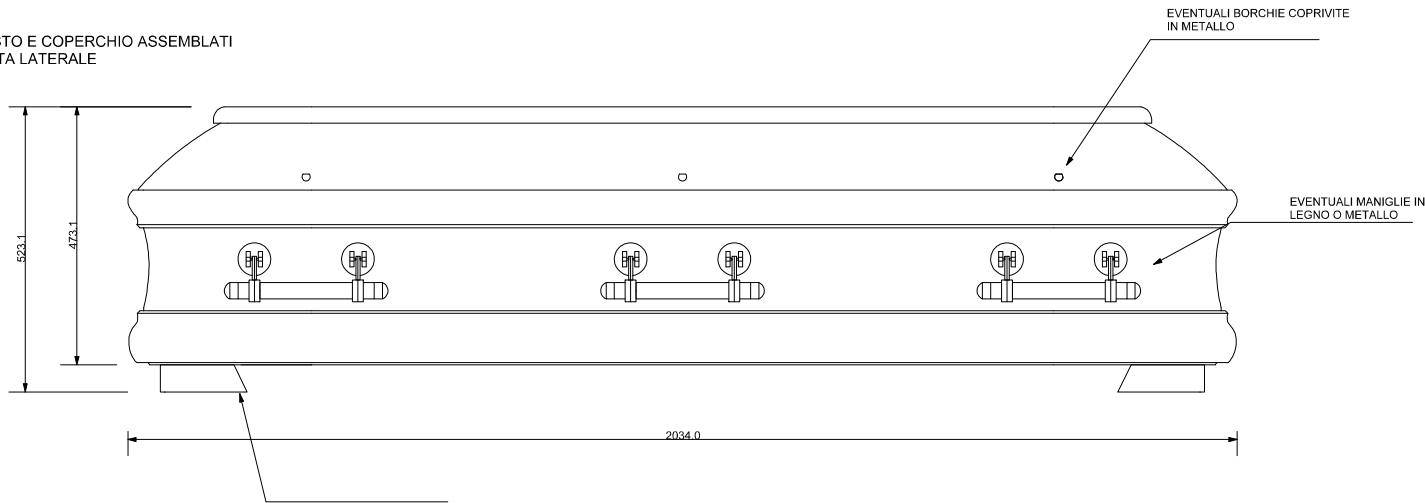 EVENTUALI BORCHIE COPRIVITE
IN METALLO
STO E COPERCHIO ASSEMBLATI
TA LATERALE
EVENTUALI MANIGLIE IN
LEGNO O METALLO
523.1
473.1
2034.0